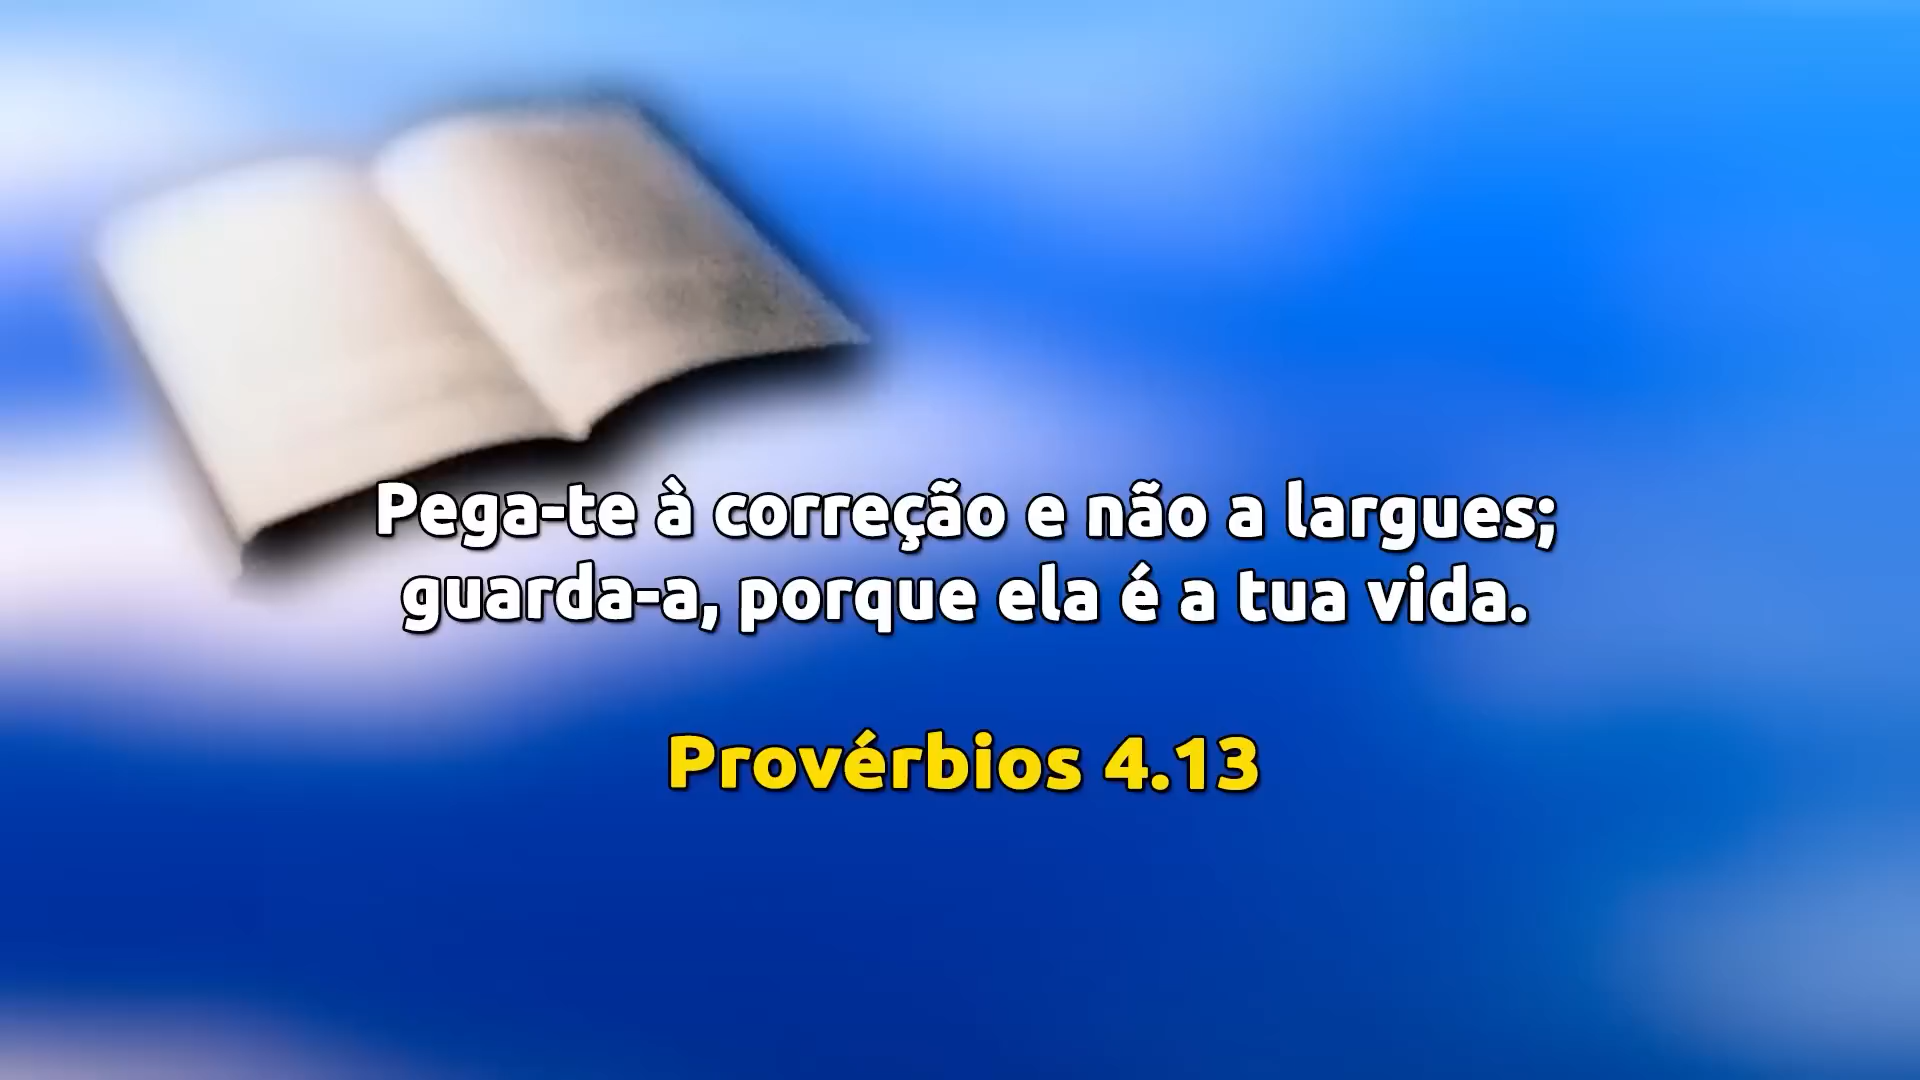 Pega-te à correção e não a largues;
guarda-a, porque ela é a tua vida.
Provérbios 4.13